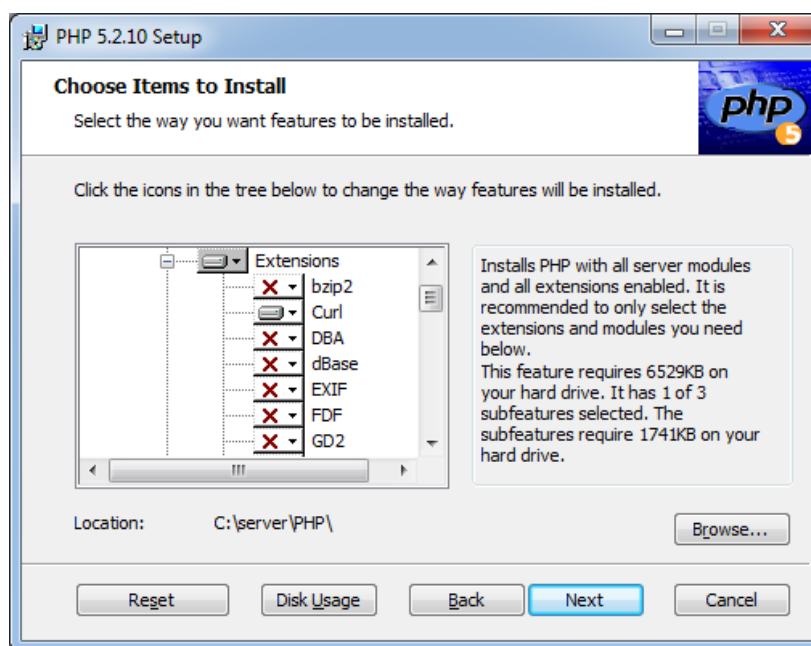 PHP 5.2.10 Setup
Choose Items to Install
Select the way you want features to be installed.
php
5
Click the icons in the tree below to change the way features will be installed.
Extensions
bzip2
Curl
DBA
dBase
EXIF
FDF
GD2
Installs PHP with all server modules
and all extensions enabled. It is
recommended to only select the
extensions and modules you need
below.
This feature requires 6529KB on
your hard drive. It has 1 of 3
subfeatures selected. The
subfeatures require 1741KB on your
hard drive.
Location: C:\server\PHP\
Browse...
Reset Disk Usage Back Next Cancel